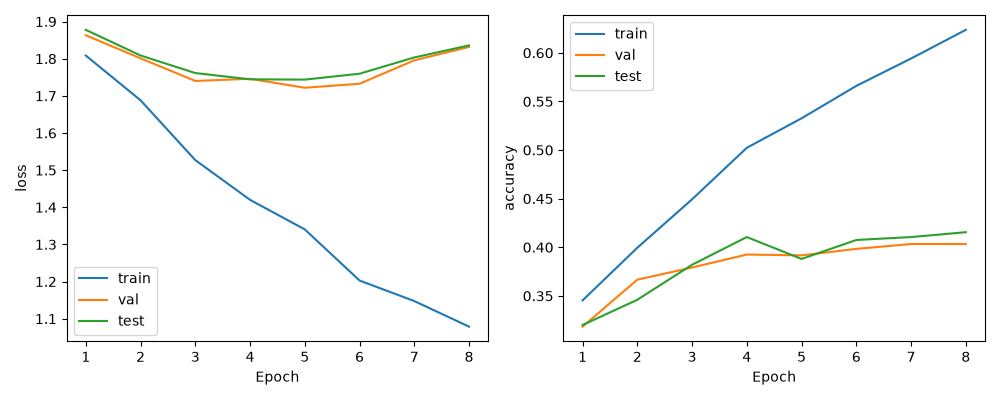 1.9
1.8
1.7
1.6
1.5
1.4
1.3
1.2
1.1
loss
train
val
test
1 2 3 4 5 6 7 8
Epoch
0.60
0.55
0.50
0.45
0.40
0.35
accuracy
train
val
test
1 2 3 4 5 6 7 8
Epoch